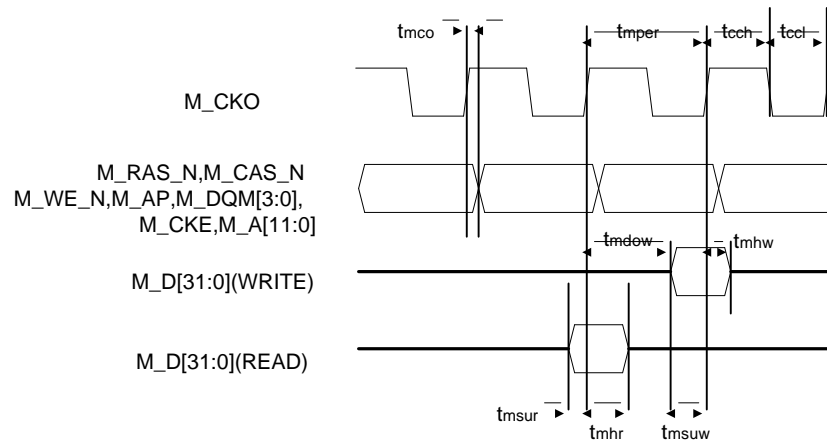 tmco
tmper
tcch
tccl
M_CKO
M_RAS_N,M_CAS_N
M_WE_N,M_AP,M_DQM[3:0],
M_CKE,M_A[11:0]
tmdow
tmhw
M_D[31:0](WRITE)
M_D[31:0](READ)
tmsur
tmhr
tmsuw